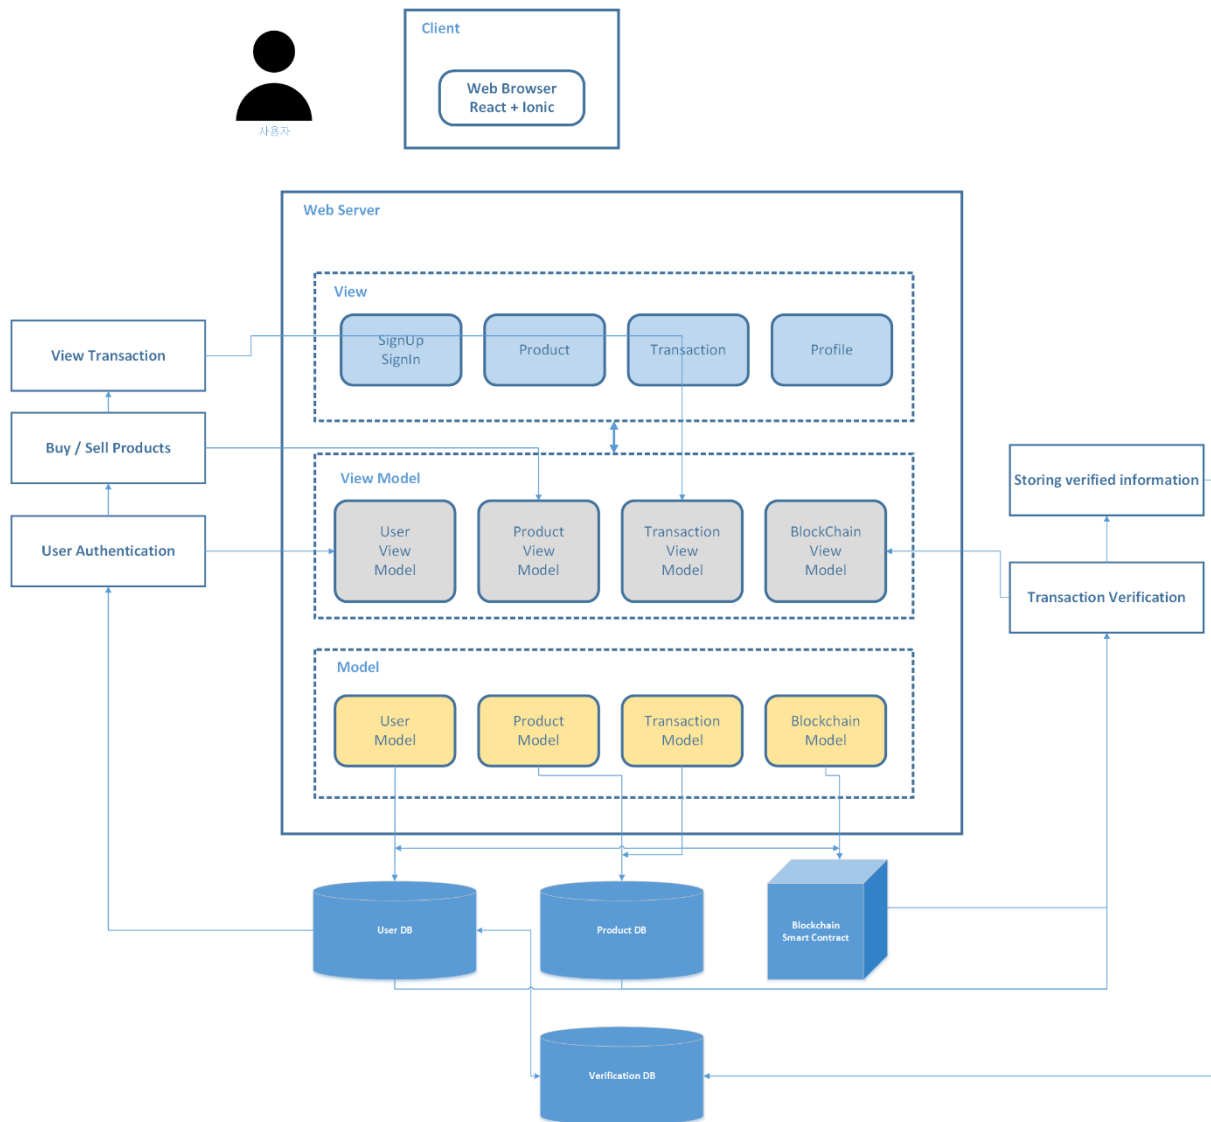 Client
Web Browser
React + Ionic
사용자
Web Server
View
SignUp
SignIn
Product
Transaction
Profile
View Transaction
Buy / Sell Products
User Authentication
View Model
User
View
Model
Product
View
Model
Transaction
View
Model
BlockChain
View
Model
Storing verified information
Transaction Verification
Model
User
Model
Product
Model
Transaction
Model
Blockchain
Model
User DB
Product DB
Blockchain
Smart Contract
Verification DB